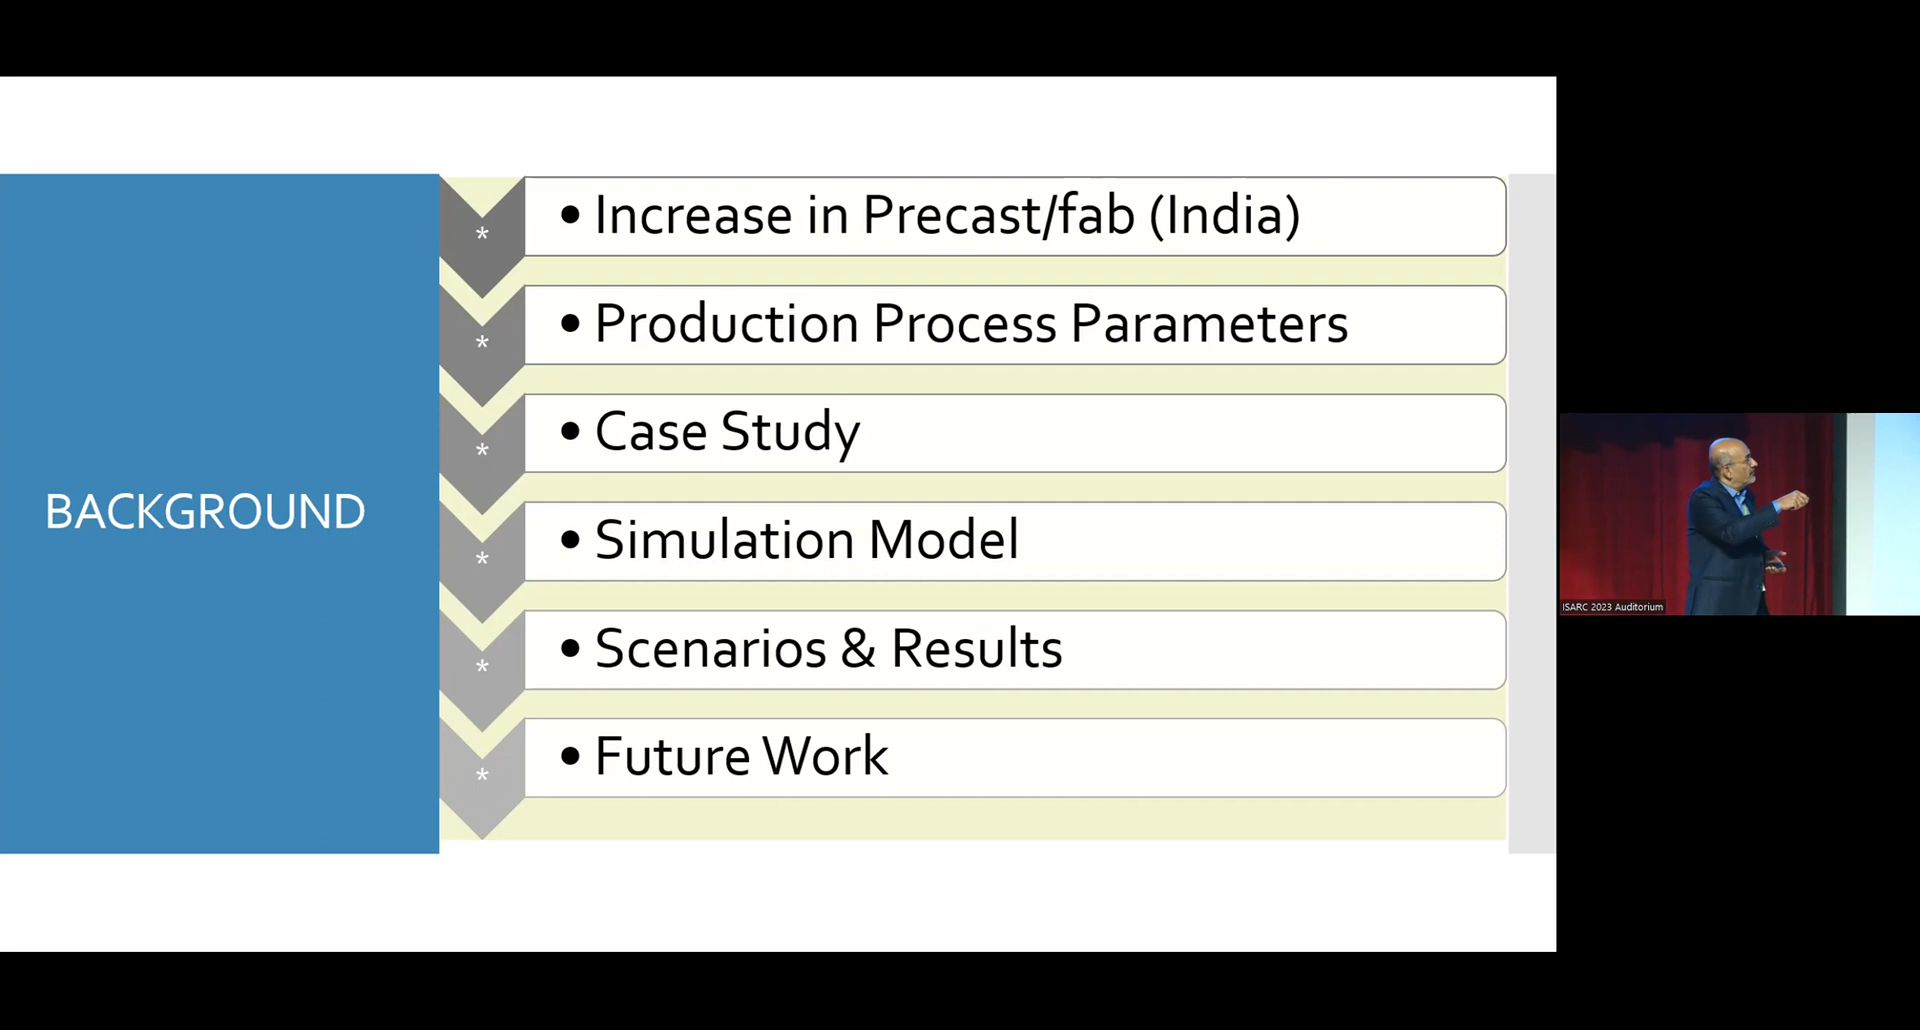 BACKGROUND
* • Increase in Precast/fab (India)
* • Production Process Parameters
* • Case Study
* • Simulation Model
* • Scenarios & Results
* • Future Work
ISARC 2023 Auditorium